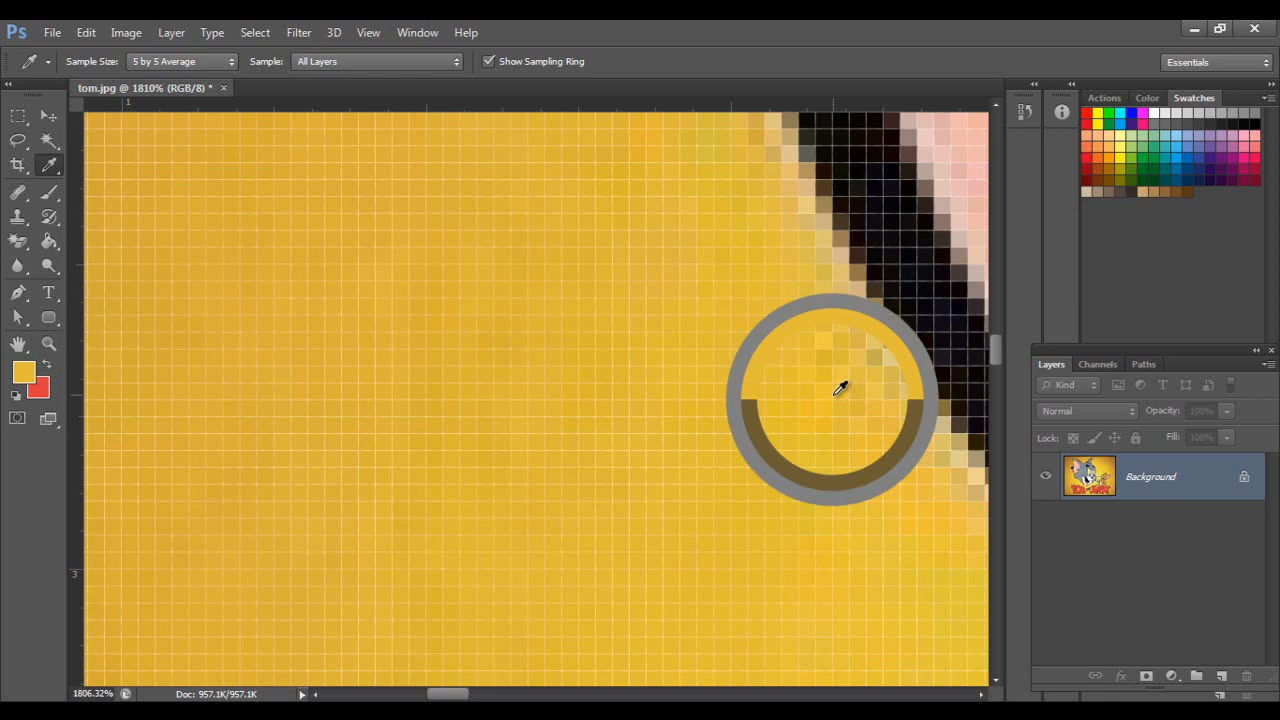 Ps File Edit Image Layer Type Select Filter 3D View Window Help
Sample Size: 5 by 5 Average Sample: All Layers Show Sampling Ring Essentials
tom.jpg @ 1810% (RGB/8) * ×
1
Actions Color Swatches
T
Layers Channels Paths
Kind
Normal Opacity: 100%
Lock: Fill: 100%
Background
3
1806.32% Doc: 957.1K/957.1K